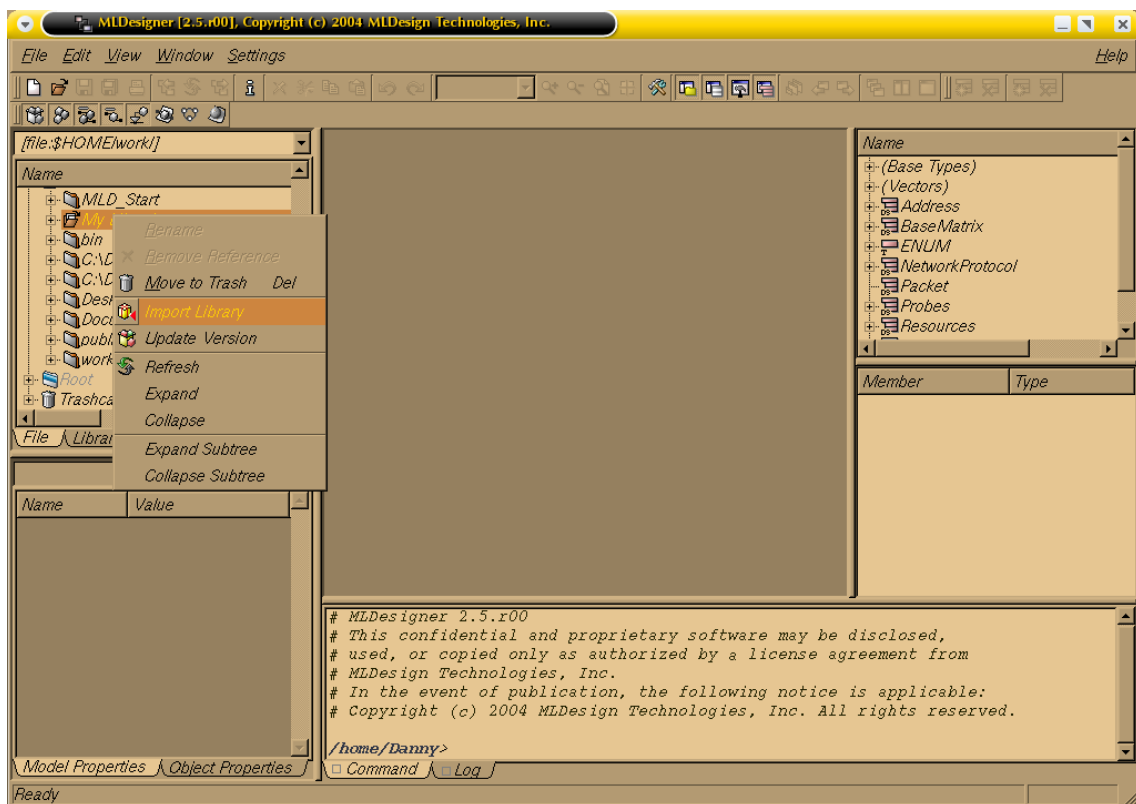 MLDesigner [2.5.r00], Copyright (c) 2004 MLDesign Technologies, Inc.
File Edit View Window Settings Help
[file:$HOME/work/]
Name
MLD_Start
My
bin
C:\D
C:\D
Desk
Docu
publ
work
Root
Trashca
File Librar
Rename
Remove Reference
Move to Trash Del
Import Library
Update Version
Refresh
Expand
Collapse
Expand Subtree
Collapse Subtree
Name Value
Model Properties Object Properties
Name
(Base Types)
(Vectors)
Address
BaseMatrix
ENUM
NetworkProtocol
Packet
Probes
Resources
Member Type
# MLDesigner 2.5.r00
# This confidential and proprietary software may be disclosed,
# used, or copied only as authorized by a license agreement from
# MLDesign Technologies, Inc.
# In the event of publication, the following notice is applicable:
# Copyright (c) 2004 MLDesign Technologies, Inc. All rights reserved.
/home/Danny>
Command Log
Ready